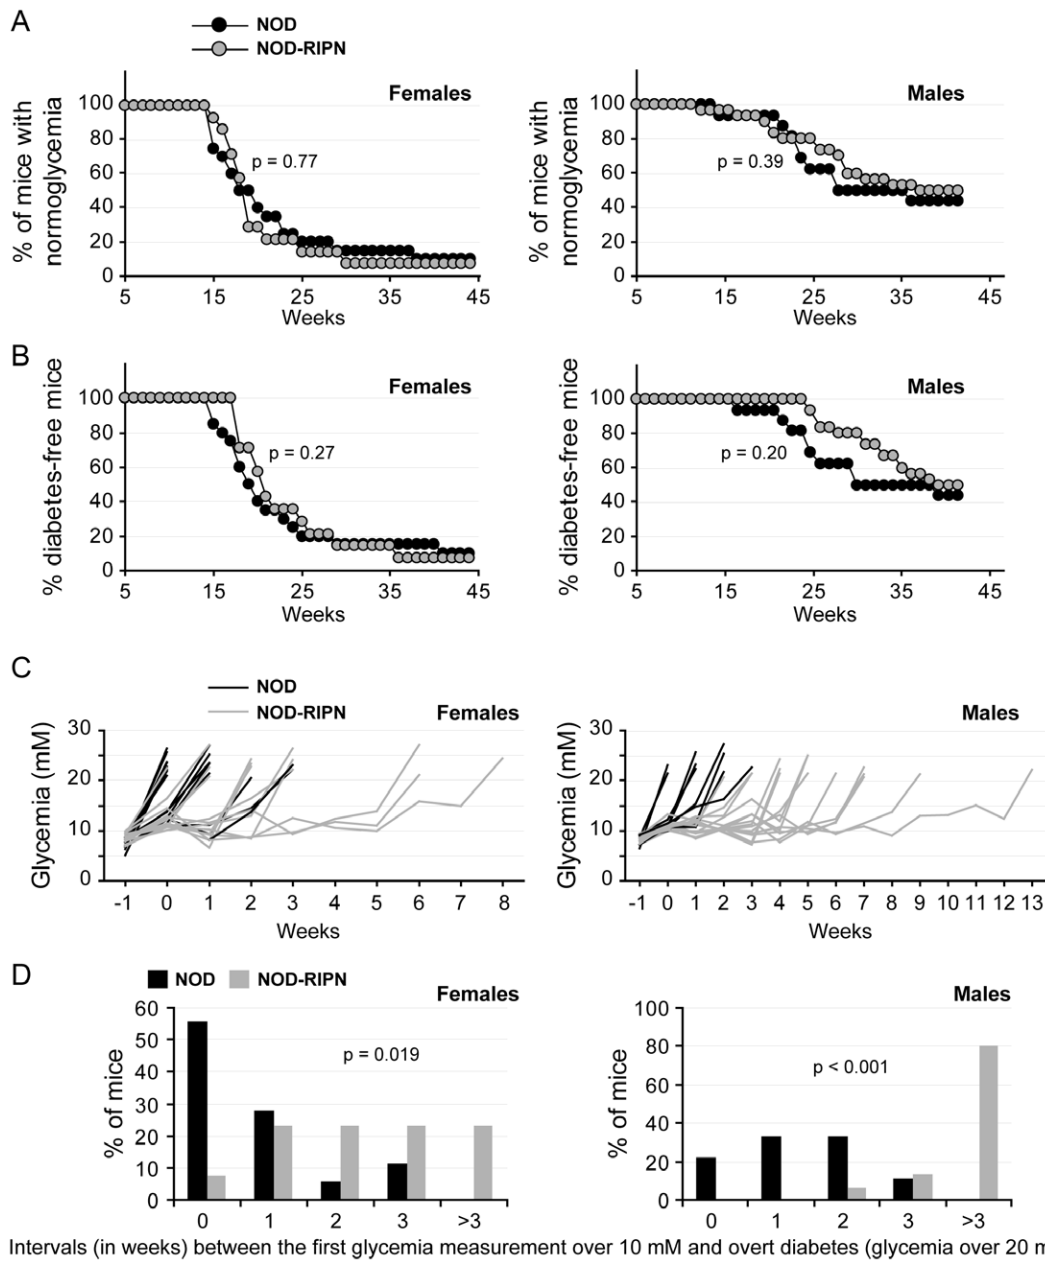 A
NOD
NOD-RIPN
Females
% of mice with
normoglycemia
100
80
60
40
20
0
p = 0.77
5 15 25 35 45
Weeks
Males
% of mice with
normoglycemia
100
80
60
40
20
0
p = 0.39
5 15 25 35 45
Weeks
B
Females
% diabetes-free mice
100
80
60
40
20
0
p = 0.27
5 15 25 35 45
Weeks
Males
% diabetes-free mice
100
80
60
40
20
0
p = 0.20
5 15 25 35 45
Weeks
C
NOD
NOD-RIPN
Females
Glycemia (mM)
30
20
10
0
-1 0 1 2 3 4 5 6 7 8
Weeks
Males
Glycemia (mM)
30
20
10
0
-1 0 1 2 3 4 5 6 7 8 9 10 11 12 13
Weeks
D
NOD NOD-RIPN
Females
% of mice
60
50
40
30
20
10
0
p = 0.019
0 1 2 3 >3
Males
% of mice
100
80
60
40
20
0
p < 0.001
0 1 2 3 >3
Intervals (in weeks) between the first glycemia measurement over 10 mM and overt diabetes (glycemia over 20 m